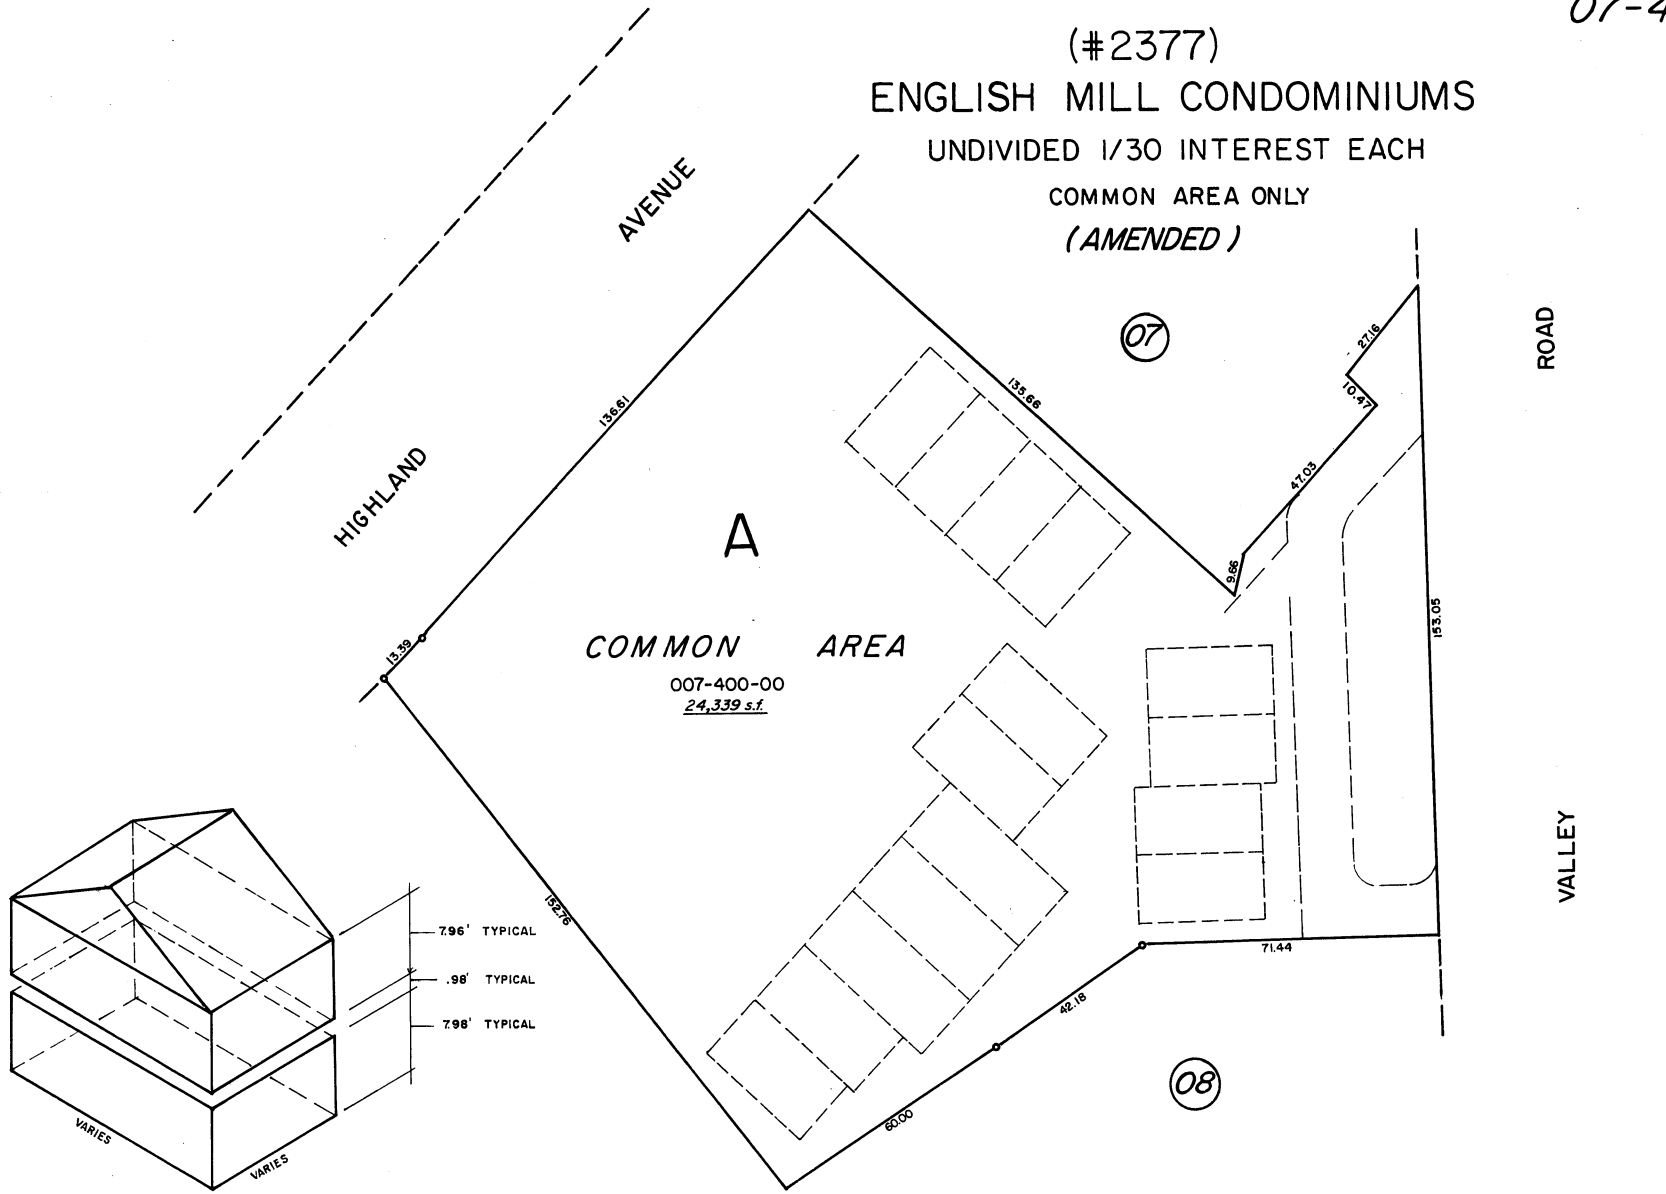 07-4
(#2377)
ENGLISH MILL CONDOMINIUMS
UNDIVIDED 1/30 INTEREST EACH
COMMON AREA ONLY
(AMENDED)
HIGHLAND AVENUE
VALLEY ROAD
07
27.16
10.47
47.03
9.66
135.66
136.61
13.39
153.05
A
COMMON AREA
007-400-00
24,339 s.f.
152.76
71.44
42.18
60.00
08
7.96' TYPICAL
.98' TYPICAL
7.98' TYPICAL
VARIES
VARIES